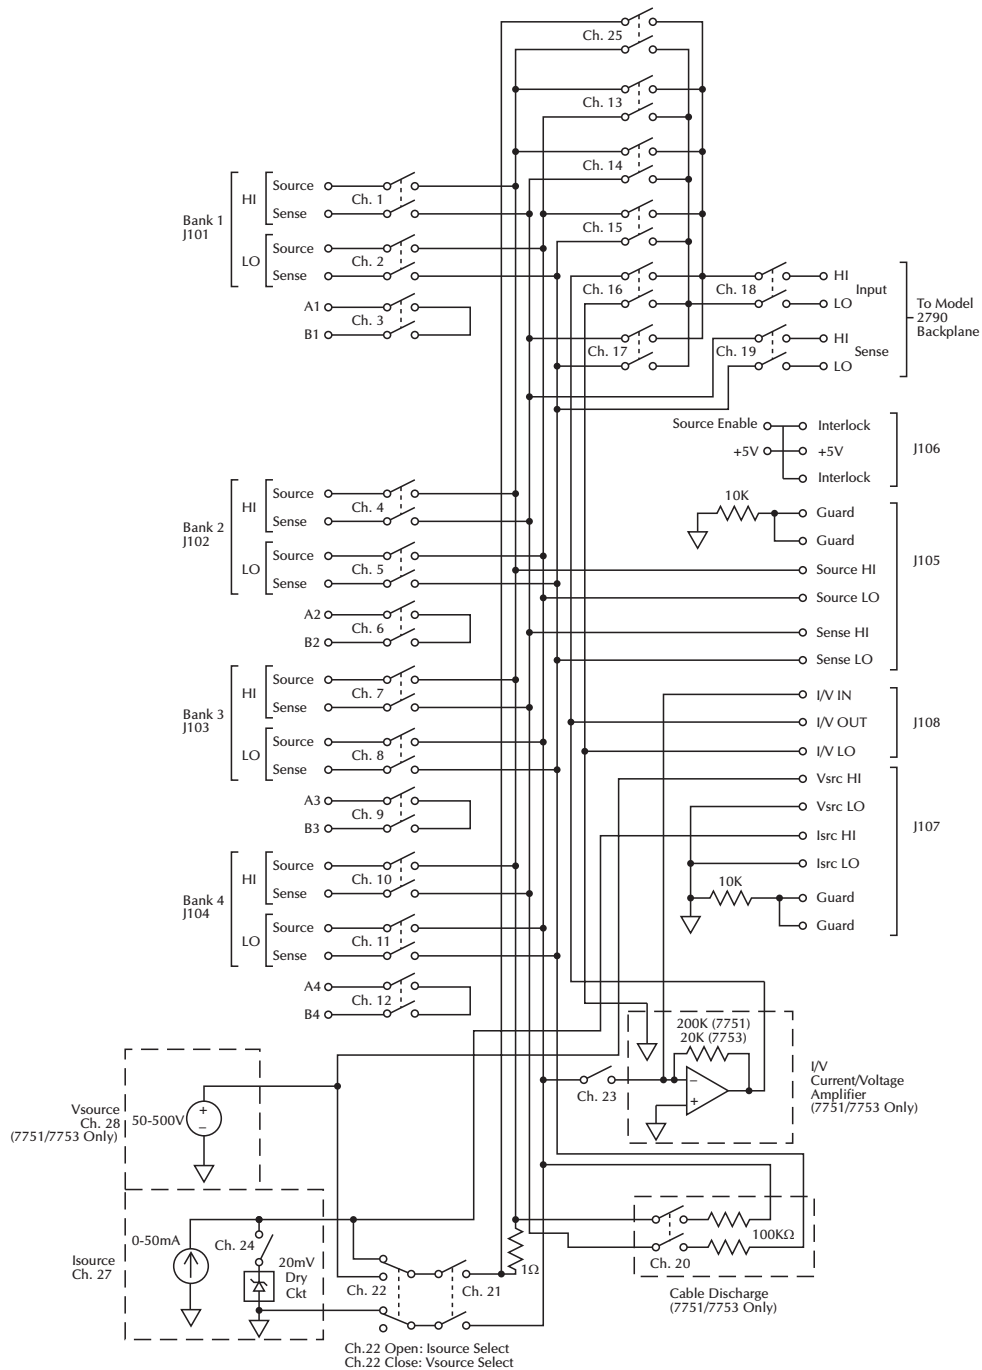 Ch. 25
Ch. 13
Ch. 14
Ch. 15
Ch. 16
Ch. 17
Ch. 18
Ch. 19
HI
Input
LO
HI
Sense
LO
To Model
2790
Backplane
Bank 1
J101
HI
Source
Sense
Ch. 1
LO
Source
Sense
Ch. 2
A1
B1
Ch. 3
Source Enable
+5V
Interlock
+5V
Interlock
J106
10K
Guard
Guard
Source HI
Source LO
Sense HI
Sense LO
J105
Bank 2
J102
HI
Source
Sense
Ch. 4
LO
Source
Sense
Ch. 5
A2
B2
Ch. 6
Bank 3
J103
HI
Source
Sense
Ch. 7
LO
Source
Sense
Ch. 8
A3
B3
Ch. 9
I/V IN
I/V OUT
I/V LO
J108
Vsrc HI
Vsrc LO
Isrc HI
Isrc LO
10K
Guard
Guard
J107
Bank 4
J104
HI
Source
Sense
Ch. 10
LO
Source
Sense
Ch. 11
A4
B4
Ch. 12
200K (7751)
20K (7753)
–
+
Ch. 23
I/V
Current/Voltage
Amplifier
(7751/7753 Only)
Vsource
Ch. 28
(7751/7753 Only)
50-500V
+
–
Isource
Ch. 27
0-50mA
Ch. 24
20mV
Dry
Ckt
Ch. 22
Ch. 21
1Ω
100KΩ
Ch. 20
Cable Discharge
(7751/7753 Only)
Ch.22 Open: Isource Select
Ch.22 Close: Vsource Select